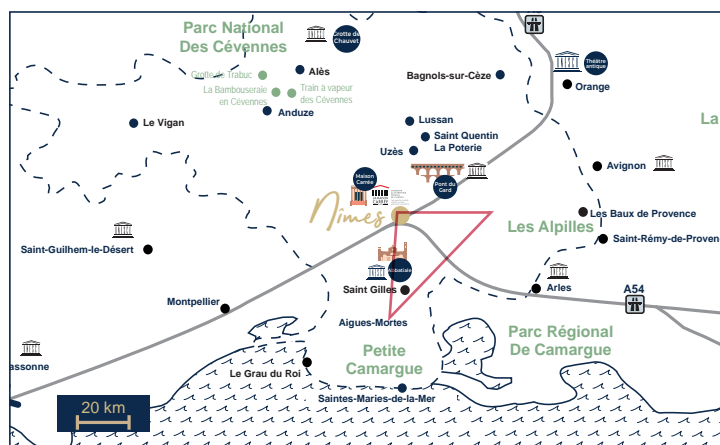 Parc National
Des Cévennes
Grotte de
Chauvet
Théâtre
antique
Orange
Grotte de Trabuc
Alès
Bagnols-sur-Cèze
La Bambouseraie
en Cévennes
Train à vapeur
des Cévennes
Anduze
Le Vigan
Lussan
Saint Quentin
La Poterie
Uzès
La
Avignon
Maison
Carrée
Pont du
Gard
Nîmes
Les Alpilles
Les Baux de Provence
Saint-Rémy-de-Proven
Saint-Guilhem-le-Désert
Abbatiale
Saint Gilles
Arles
A54
Montpellier
Aigues-Mortes
Parc Régional
De Camargue
assonne
Petite
Camargue
Le Grau du Roi
Saintes-Maries-de-la-Mer
20 km